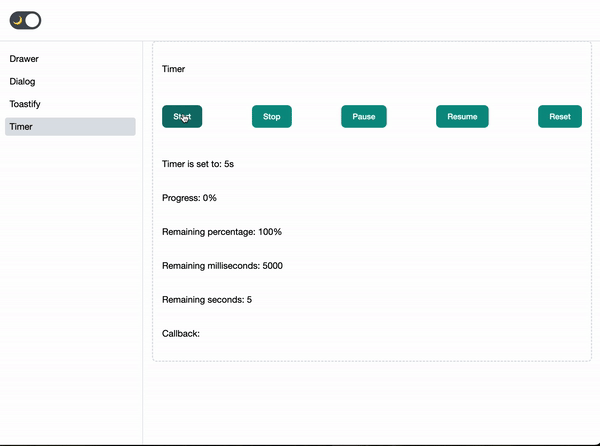 Drawer
Dialog
Toastify
Timer
Timer
Start Stop Pause Resume Reset
Timer is set to: 5s
Progress: 0%
Remaining percentage: 100%
Remaining milliseconds: 5000
Remaining seconds: 5
Callback: